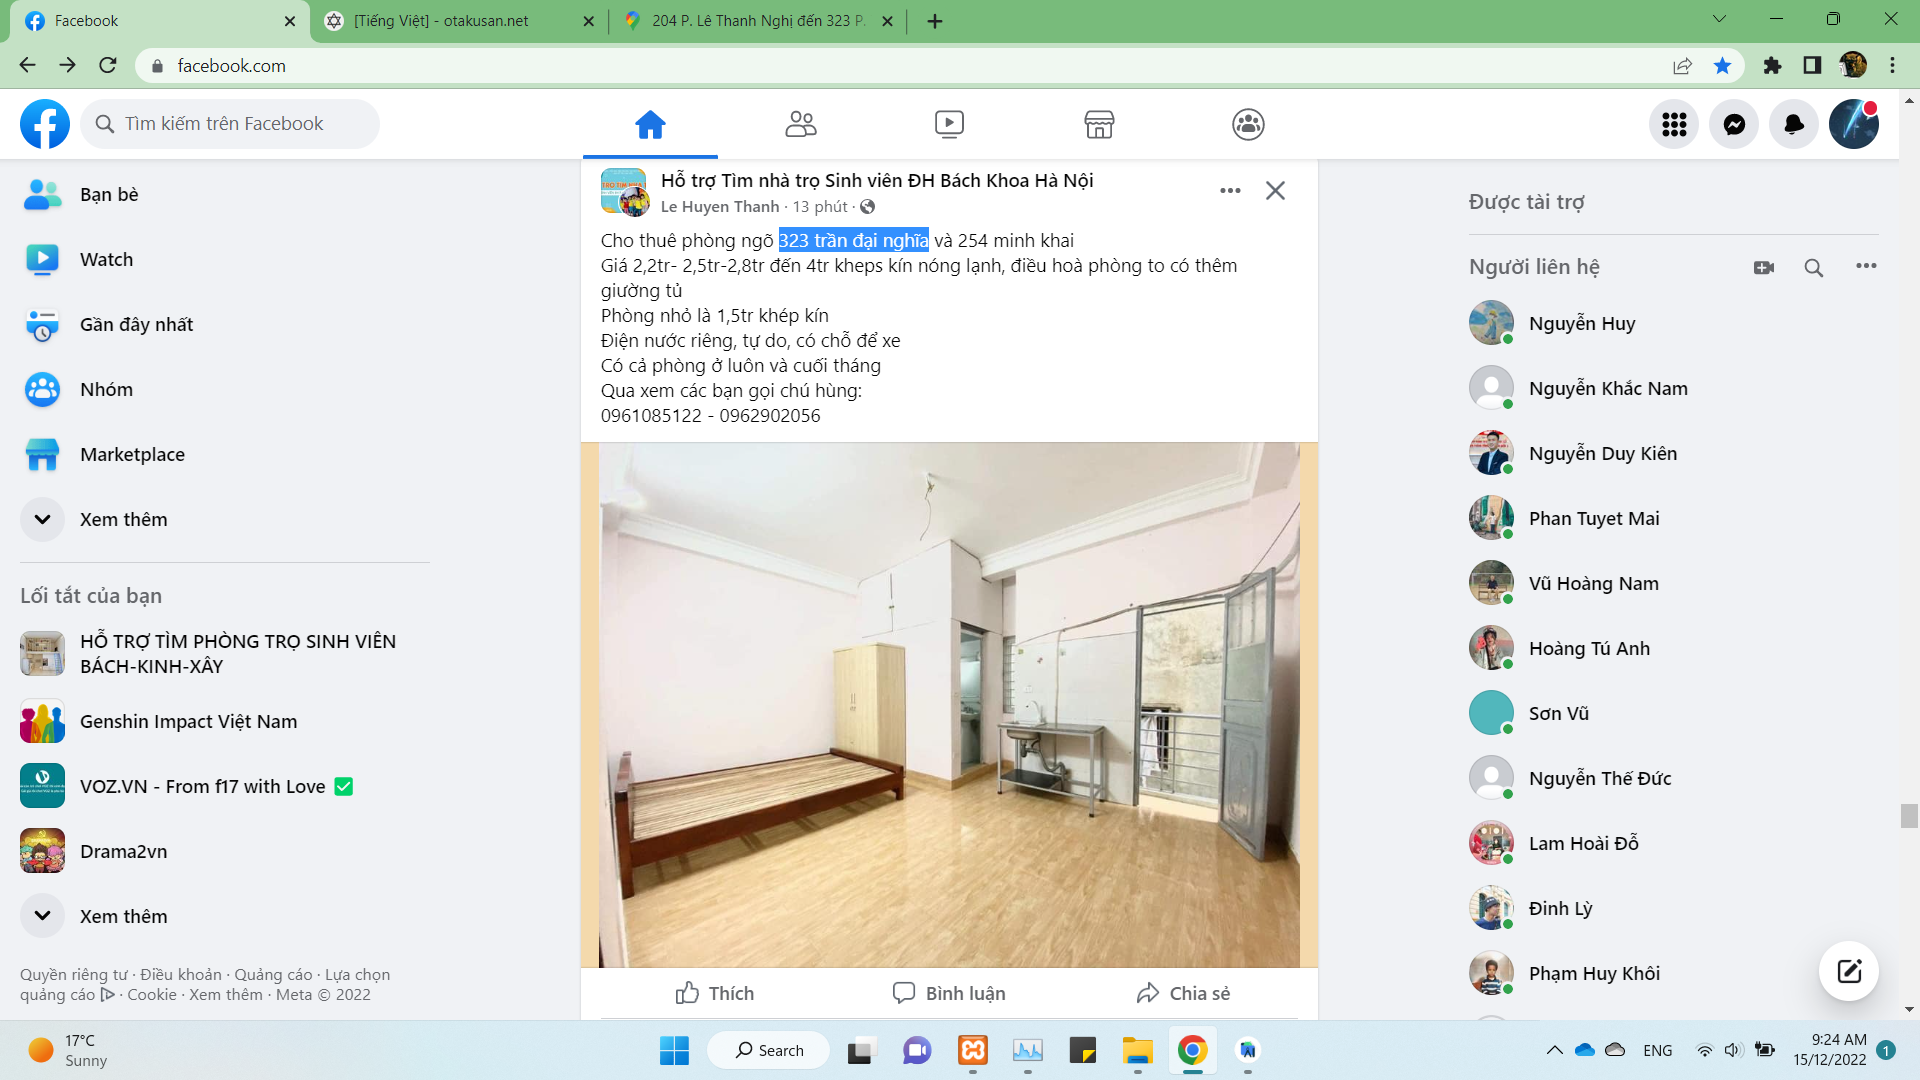 Facebook
[Tiếng Việt] - otakusan.net
204 P. Lê Thanh Nghị đến 323 P.
facebook.com
Tìm kiếm trên Facebook
Bạn bè
Watch
Gần đây nhất
Nhóm
Marketplace
Xem thêm
Lối tắt của bạn
HỖ TRỢ TÌM PHÒNG TRỌ SINH VIÊN
BÁCH-KINH-XÂY
Genshin Impact Việt Nam
VOZ.VN - From f17 with Love
Drama2vn
Xem thêm
Quyền riêng tư · Điều khoản · Quảng cáo · Lựa chọn
quảng cáo · Cookie · Xem thêm · Meta © 2022
Hỗ trợ Tìm nhà trọ Sinh viên ĐH Bách Khoa Hà Nội
Le Huyen Thanh · 13 phút ·
Cho thuê phòng ngõ 323 trần đại nghĩa và 254 minh khai
Giá 2,2tr- 2,5tr-2,8tr đến 4tr kheps kín nóng lạnh, điều hoà phòng to có thêm
giường tủ
Phòng nhỏ là 1,5tr khép kín
Điện nước riêng, tự do, có chỗ để xe
Có cả phòng ở luôn và cuối tháng
Qua xem các bạn gọi chú hùng:
0961085122 - 0962902056
Thích
Bình luận
Chia sẻ
Được tài trợ
Người liên hệ
Nguyễn Huy
Nguyễn Khắc Nam
Nguyễn Duy Kiên
Phan Tuyet Mai
Vũ Hoàng Nam
Hoàng Tú Anh
Sơn Vũ
Nguyễn Thế Đức
Lam Hoài Đỗ
Đinh Lỳ
Phạm Huy Khôi
17°C
Sunny
Search
ENG
9:24 AM
15/12/2022
1